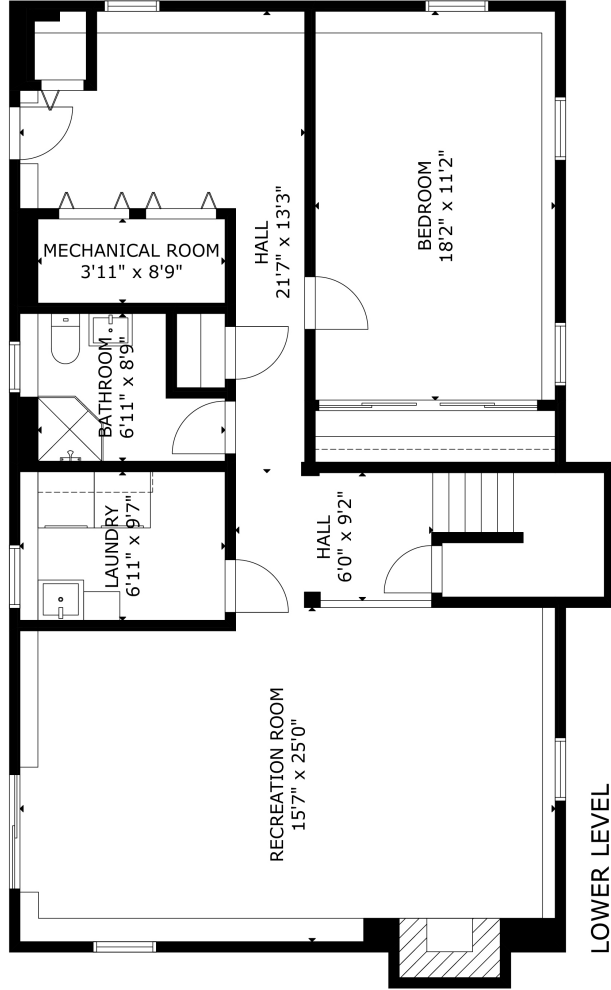 BEDROOM
18'2" x 11'2"
HALL
21'7" x 13'3"
MECHANICAL ROOM
3'11" x 8'9"
BATHROOM
6'11" x 8'9"
LAUNDRY
6'11" x 9'7"
HALL
6'0" x 9'2"
RECREATION ROOM
15'7" x 25'0"
LOWER LEVEL